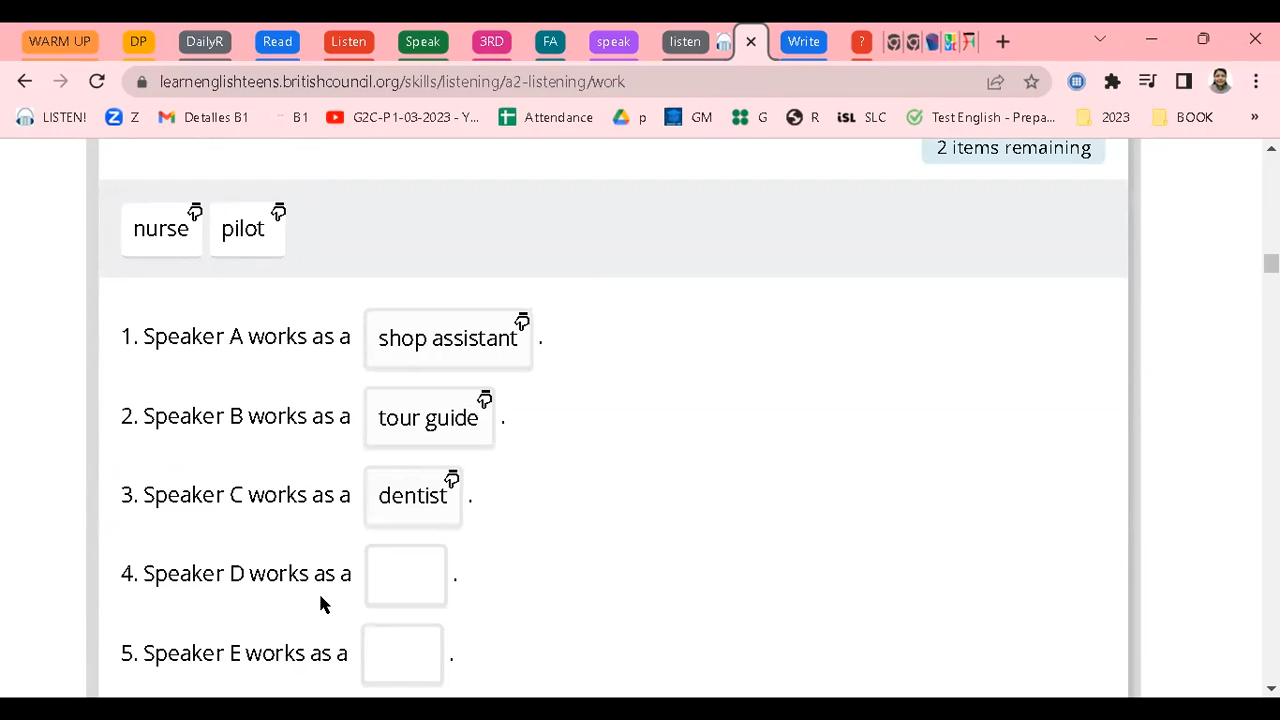 WARM UP DP DailyR Read Listen Speak 3RD FA speak listen Write ?
learnenglishteens.britishcouncil.org/skills/listening/a2-listening/work
LISTEN! Z Detalles B1 B1 G2C-P1-03-2023 - Y... Attendance p GM G R iSL SLC Test English - Prepa... 2023 BOOK »
2 items remaining
nurse pilot
1. Speaker A works as a shop assistant .
2. Speaker B works as a tour guide .
3. Speaker C works as a dentist .
4. Speaker D works as a .
5. Speaker E works as a .